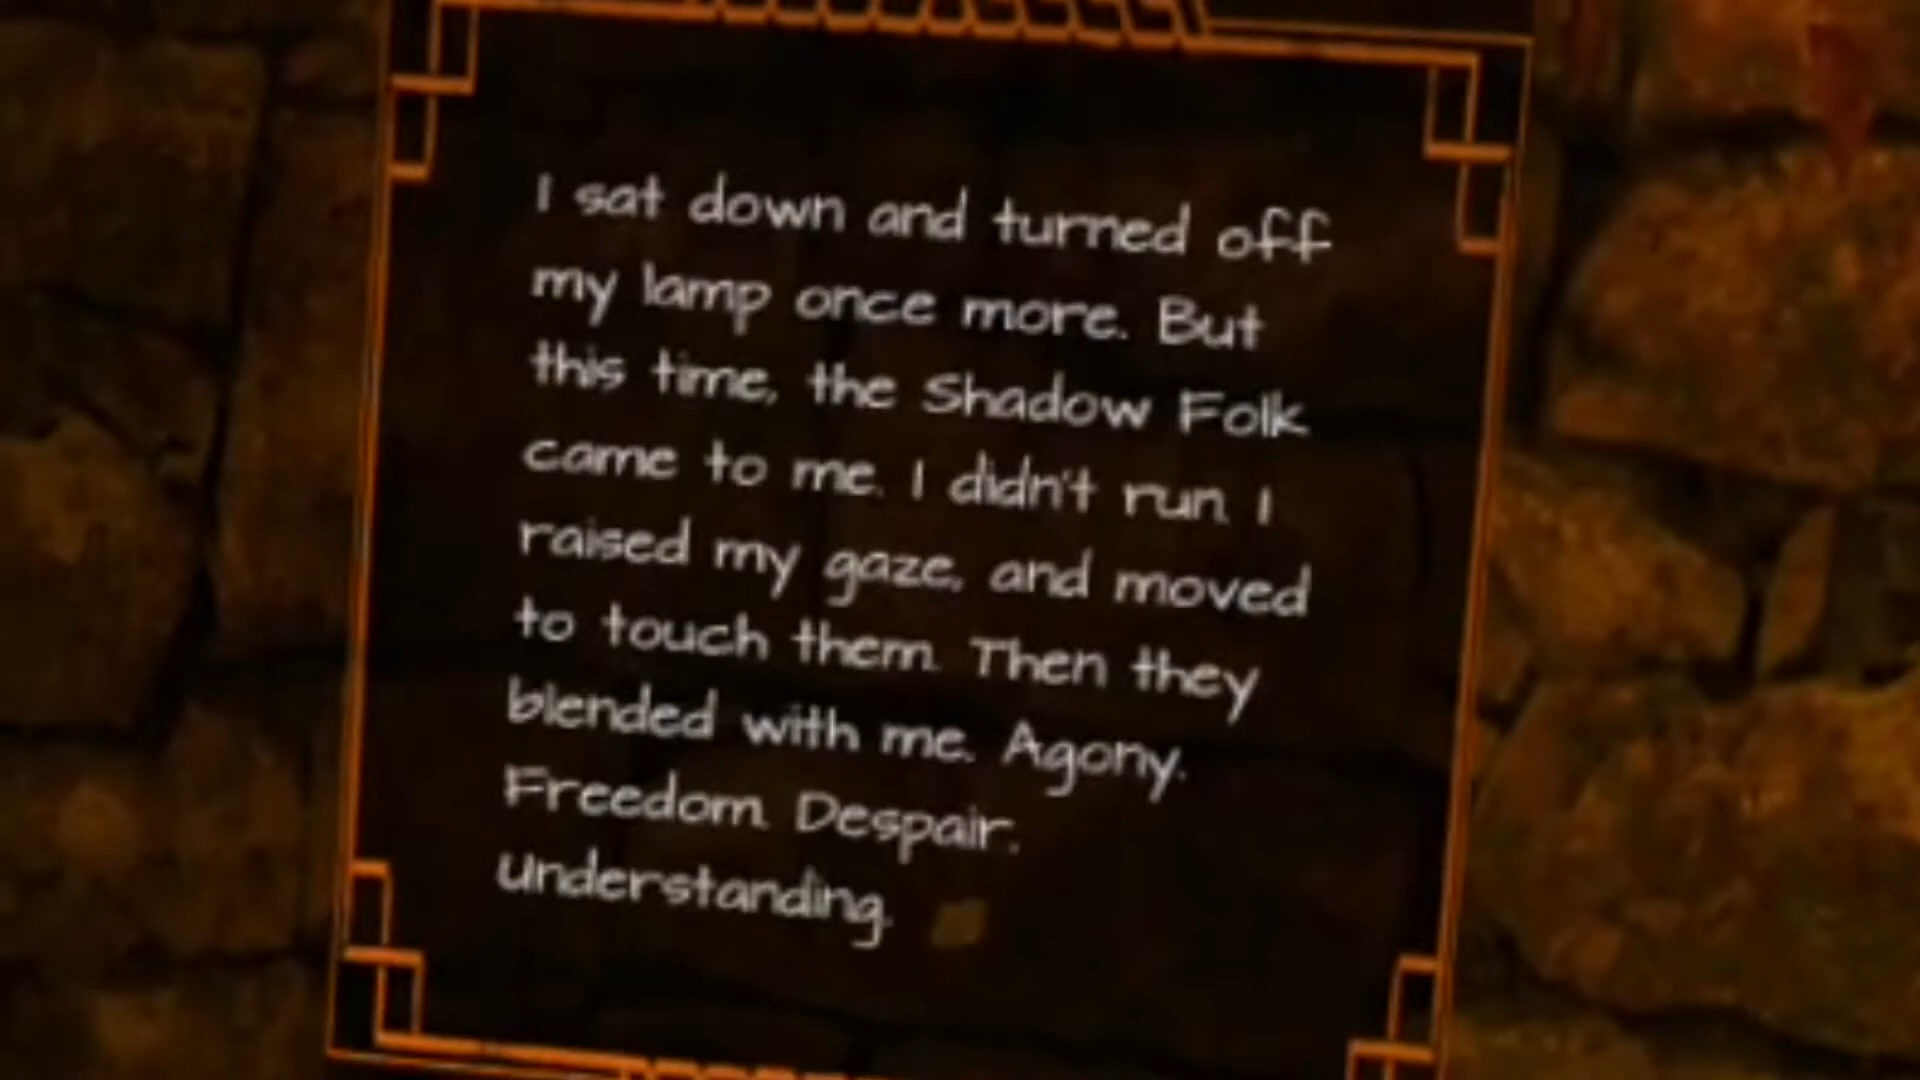 I sat down and turned off
my lamp once more. But
this time, the Shadow Folk
came to me. I didn't run. I
raised my gaze, and moved
to touch them. Then they
blended with me. Agony.
Freedom. Despair.
Understanding.